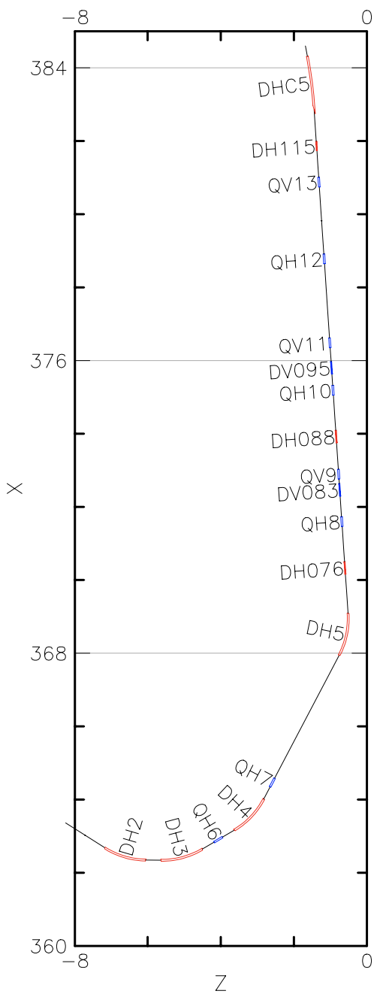 -8 0
384
DHC5
DH115
QV13
QH12
QV11
376
DV095
QH10
DH088
QV9
X
DV083
QH8
DH076
DH5
368
QH7
DH4
QH6
DH2
DH3
360
-8 0
Z